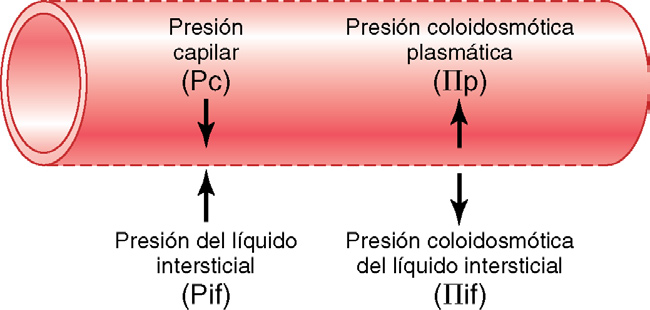 Presión
capilar
(Pc)
Presión coloidosmótica
plasmática
(Πp)
Presión del líquido
intersticial
(Pif)
Presión coloidosmótica
del líquido intersticial
(Πif)